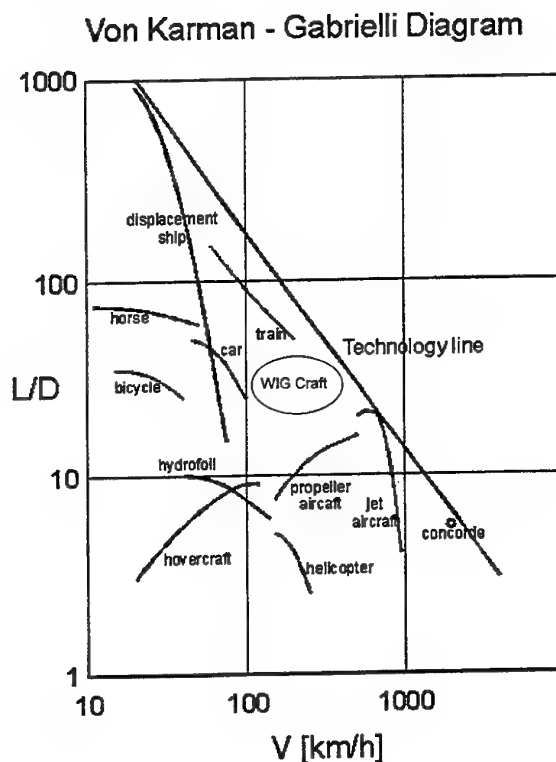 Von Karman - Gabrielli Diagram
1000
displacement
ship
100
horse
train
car
Technology line
L/D
WIG Craft
bicycle
hydrofoil
10
propeller
aircaft
jet
aircraft
concorde
hovercraft
helicopter
1
10
100
1000
V [km/h]